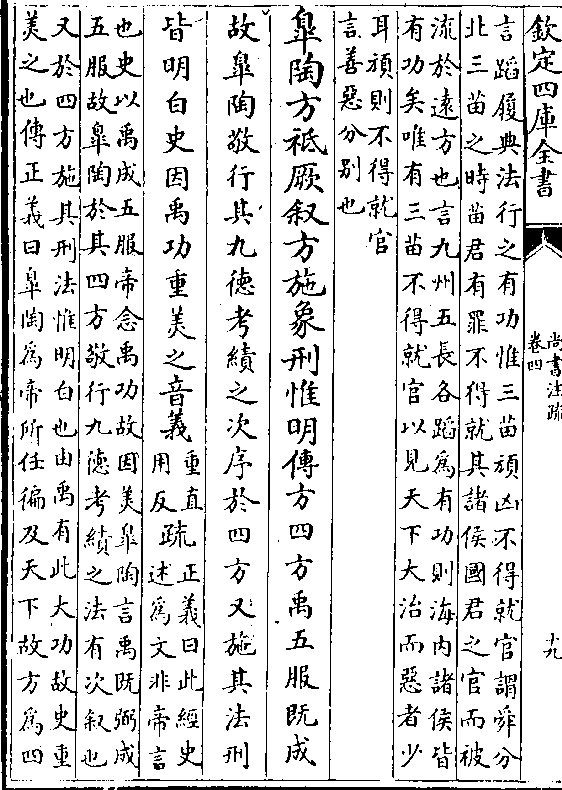 欽定四庫全書
尚書注疏
卷四
十九
言蹈履典法行之有功惟三苗頑凶不得就官謂舜分
北三苗之時苗君有罪不得就其諸侯國君之官而被
流於遠方也言九州五長各蹈爲有功則海内諸侯皆
有功矣唯有三苗不得就官以見天下大治而惡者少
耳頑則不得就官
言善惡分別也
臯陶方祗厥叙方施象刑惟明傳方四方禹五服既成
故臯陶敬行其九德考績之次序於四方又施其法刑
皆明白史因禹功重美之音義重直用反疏正義曰此經史
述爲文非帝言
也史以禹成五服帝念禹功故因美臯陶言禹既弼成
五服故臯陶於其四方敬行九德考績之法有次叙也
又於四方施其刑法惟明白也由禹有此大功故史重
美之也傳正義曰臯陶爲帝所任徧及天下故方爲四